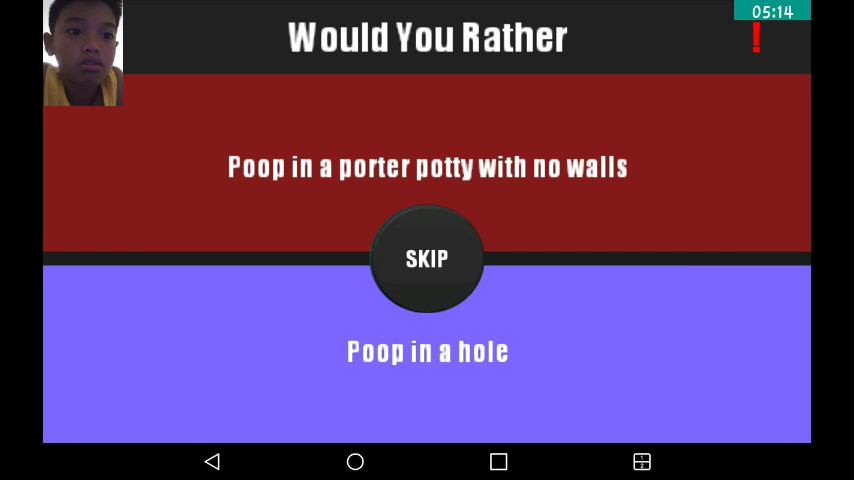 05:14
Would You Rather
!
Poop in a porter potty with no walls
SKIP
Poop in a hole